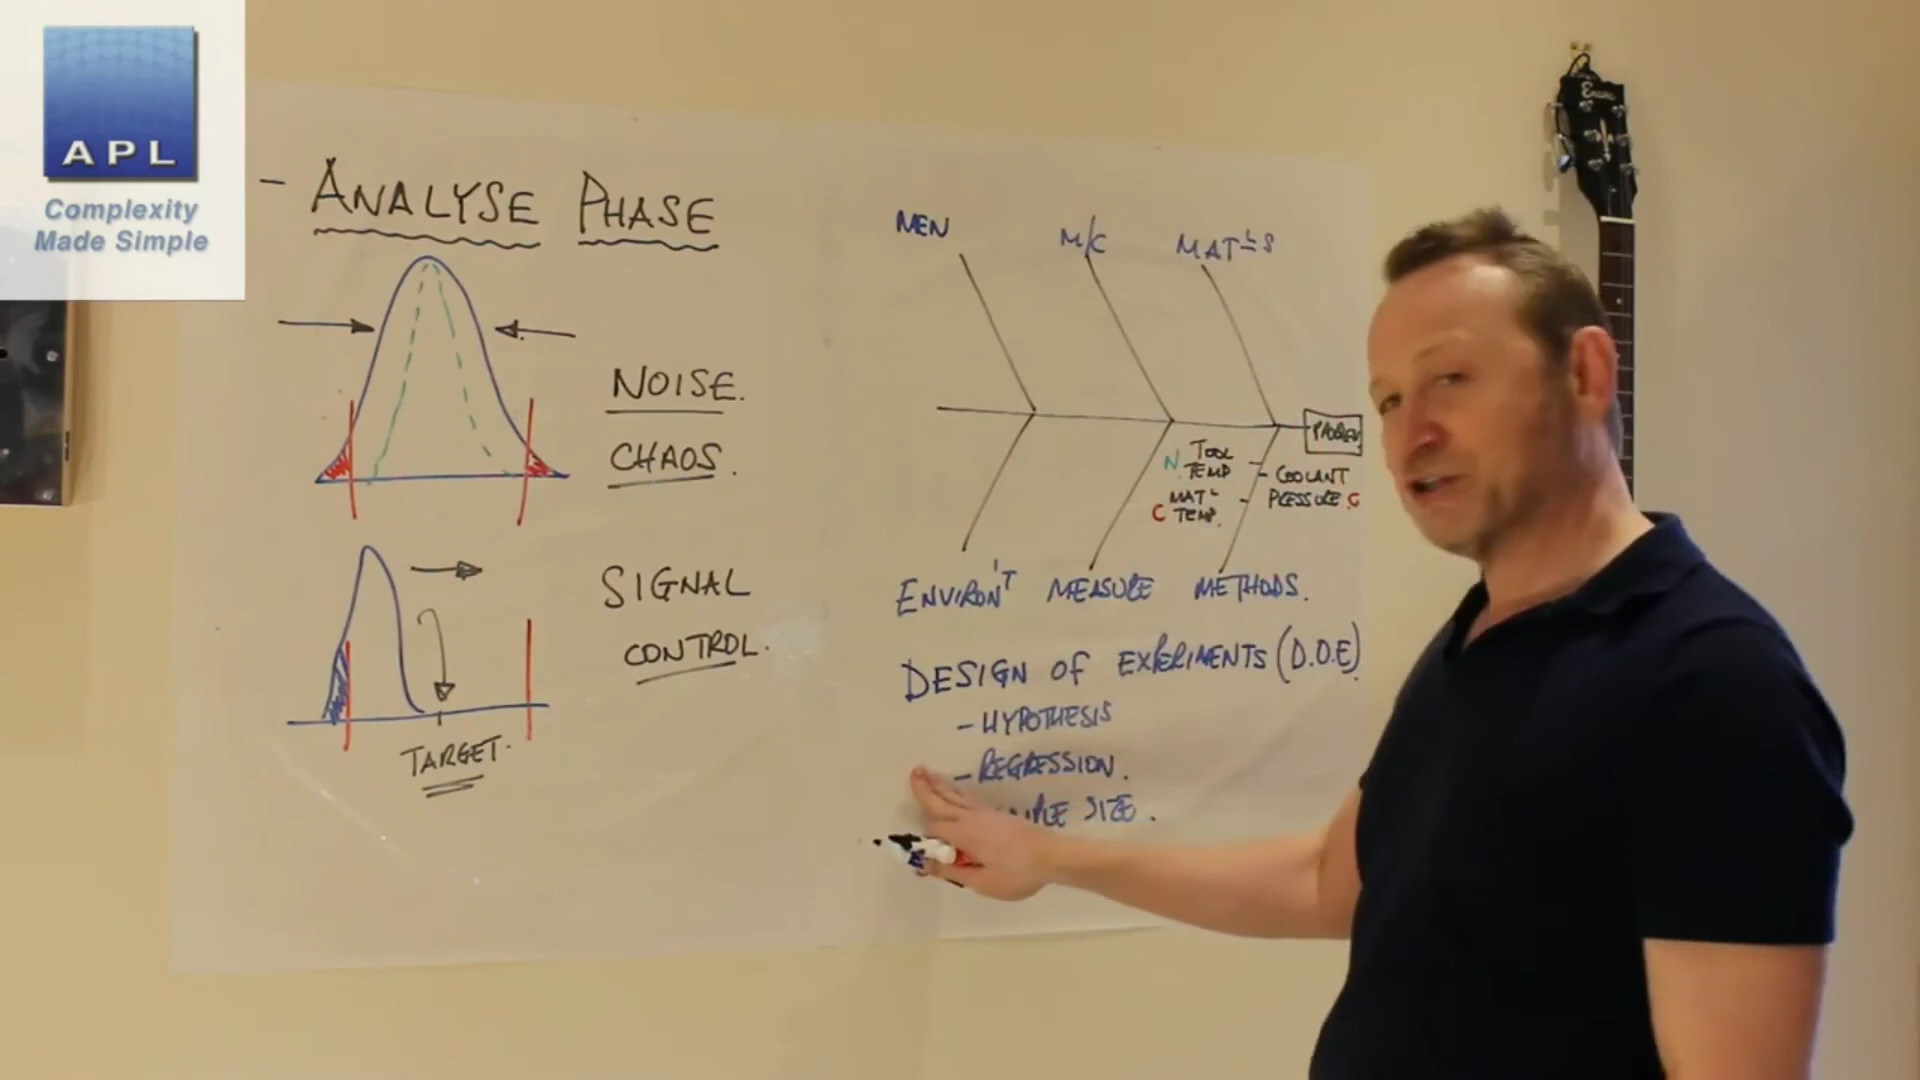 APL
Complexity
Made Simple
- ANALYSE PHASE
NOISE.
CHAOS.
SIGNAL
CONTROL.
TARGET.
MEN
M/C
MAT'LS
PROBLEM
N TOOL
TEMP
C MAT'L
TEMP.
COOLANT
PRESSURE C
ENVIRON'T
MEASURE
METHODS.
DESIGN OF EXPERIMENTS (D.O.E).
- HYPOTHESIS
- REGRESSION.
SIZE.
Epiphone